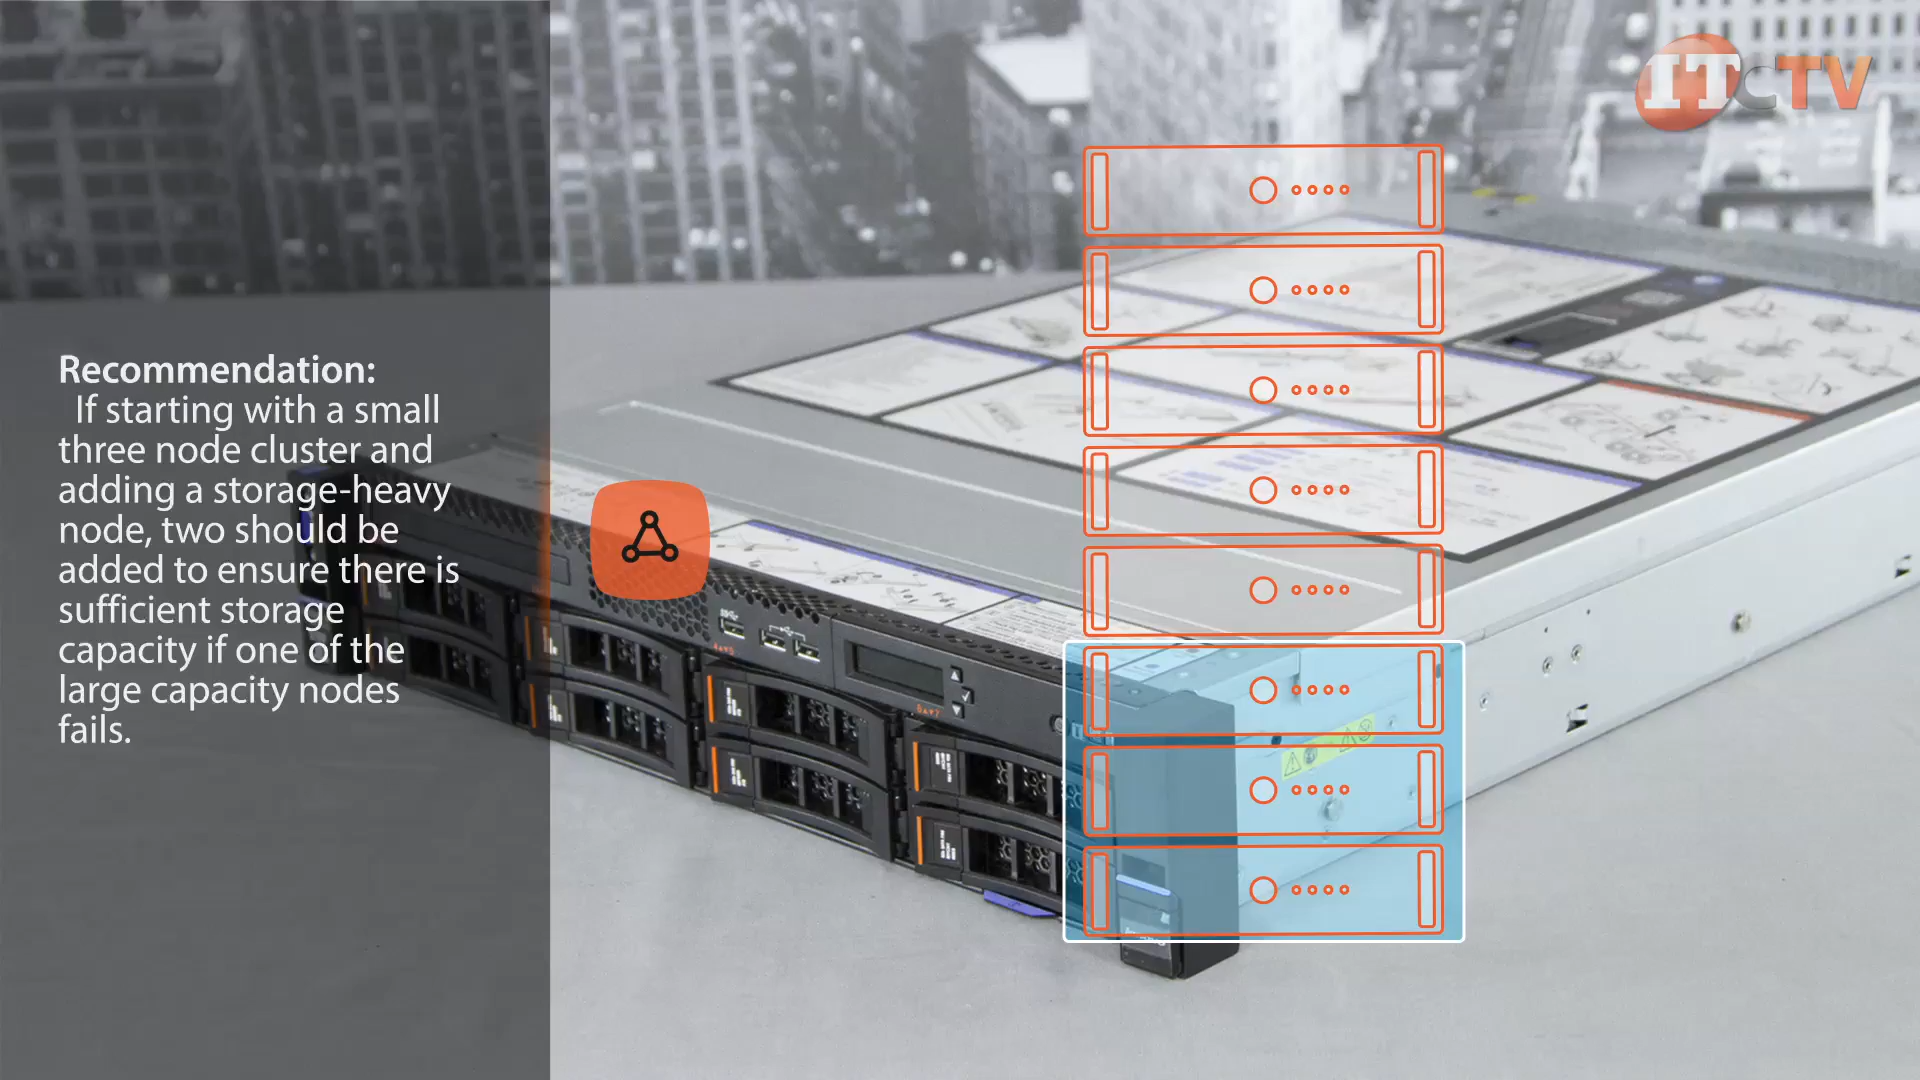 ITCTV
Recommendation:
If starting with a small
three node cluster and
adding a storage-heavy
node, two should be
added to ensure there is
sufficient storage
capacity if one of the
large capacity nodes
fails.